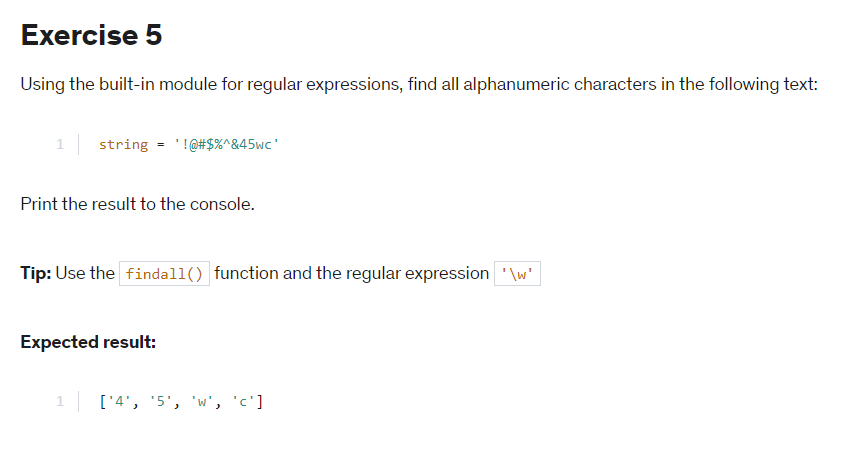 Exercise 5
Using the built-in module for regular expressions, find all alphanumeric characters in the following text:
1 string = '!@#$%^&45wc'
Print the result to the console.
Tip: Use the findall() function and the regular expression '\w'
Expected result:
1 ['4', '5', 'w', 'c']